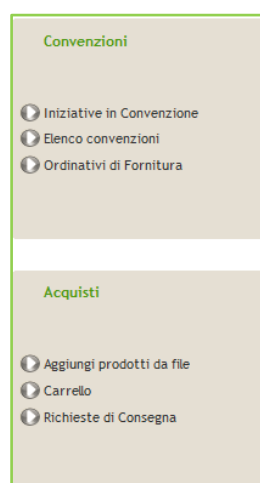 Convenzioni
Iniziative in Convenzione
Elenco convenzioni
Ordinativi di Fornitura
Acquisti
Aggiungi prodotti da file
Carrello
Richieste di Consegna